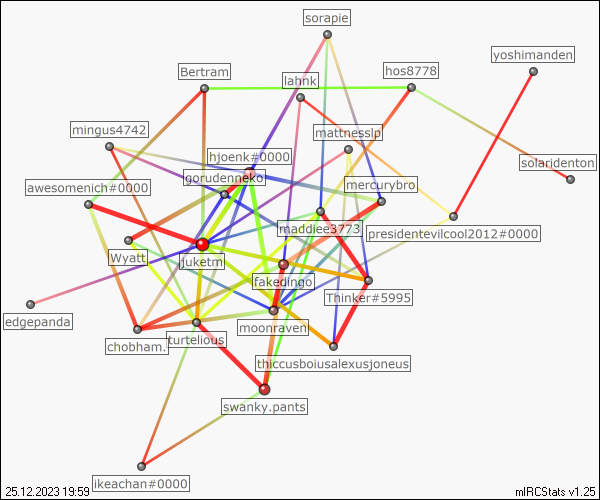 sorapie
yoshimanden
Bertram
hos8778
lahnk
mingus4742
mattnesslp
hjoenk#0000
solaridenton
gorudenneko
awesomenich#0000
mercurybro
maddiee3773
presidentevilcool2012#0000
Wyatt
juketm
fakedingo
Thinker#5995
edgepanda
moonraven
chobham.
turtelious
thiccusboiusalexusjoneus
swanky.pants
ikeachan#0000
25.12.2023 19:59
mIRCStats v1.25